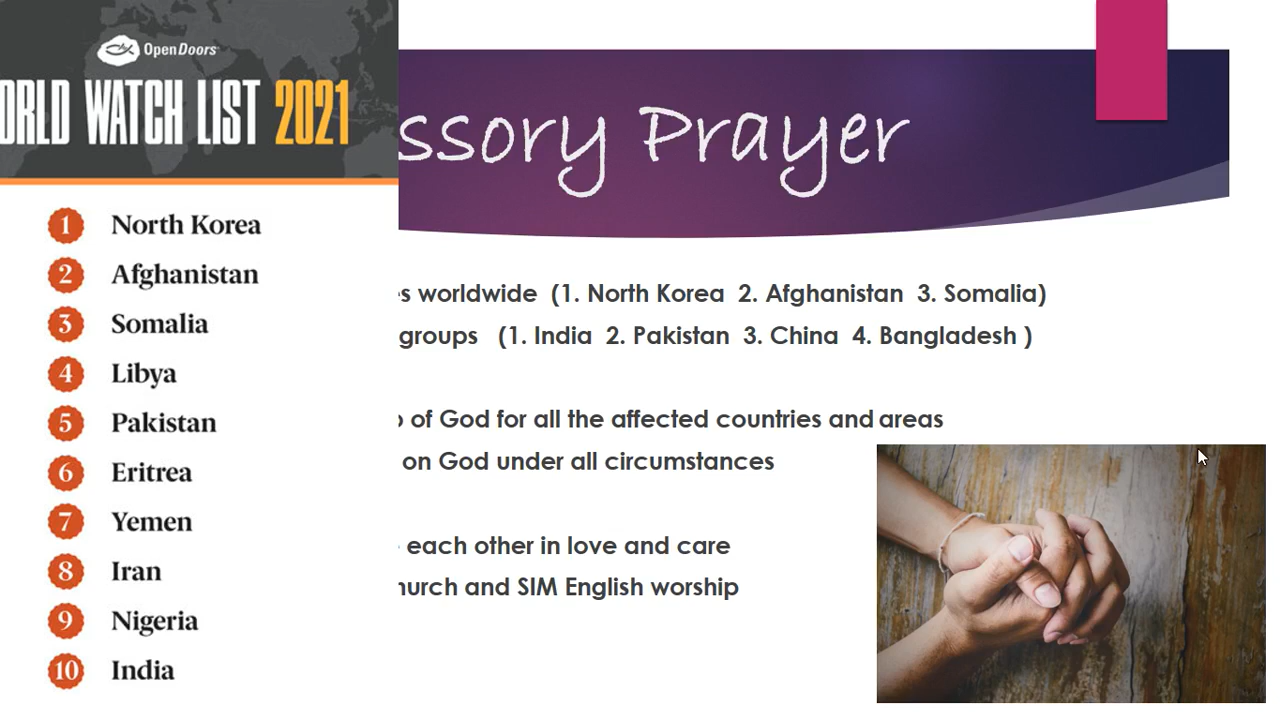 OpenDoors
ORLD WATCH LIST 2021
1 North Korea
2 Afghanistan
3 Somalia
4 Libya
5 Pakistan
6 Eritrea
7 Yemen
8 Iran
9 Nigeria
10 India
ssory Prayer
s worldwide (1. North Korea 2. Afghanistan 3. Somalia)
groups (1. India 2. Pakistan 3. China 4. Bangladesh )
of God for all the affected countries and areas
on God under all circumstances
each other in love and care
hurch and SIM English worship